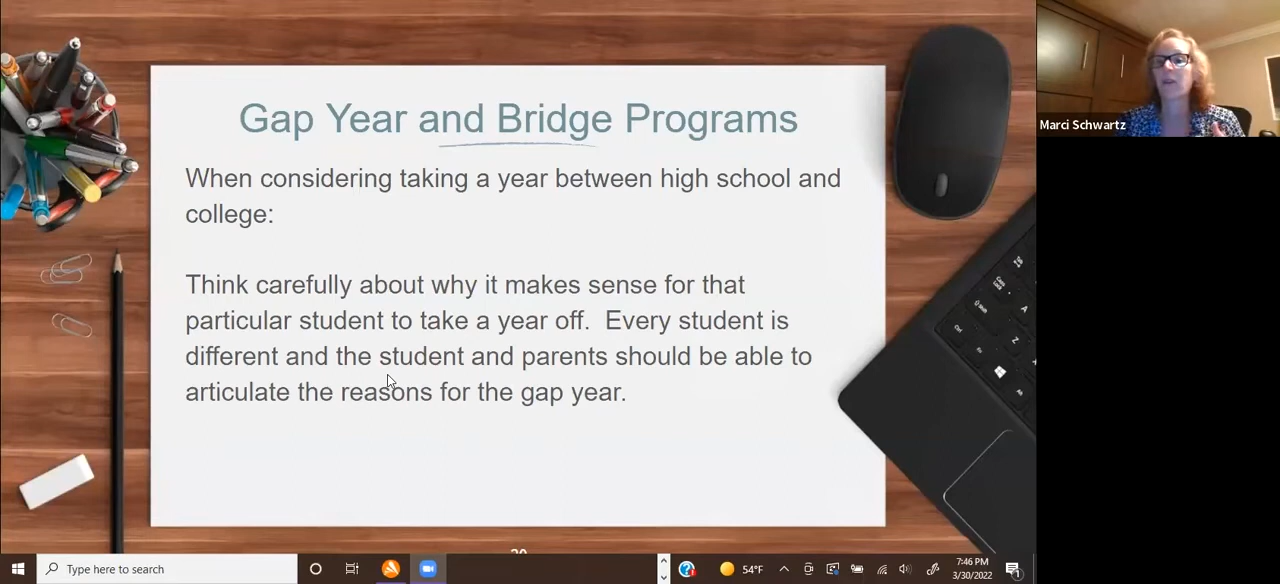 Gap Year and Bridge Programs
When considering taking a year between high school and
college:
Think carefully about why it makes sense for that
particular student to take a year off.  Every student is
different and the student and parents should be able to
articulate the reasons for the gap year.
Marci Schwartz
Type here to search
54°F
7:46 PM
3/30/2022